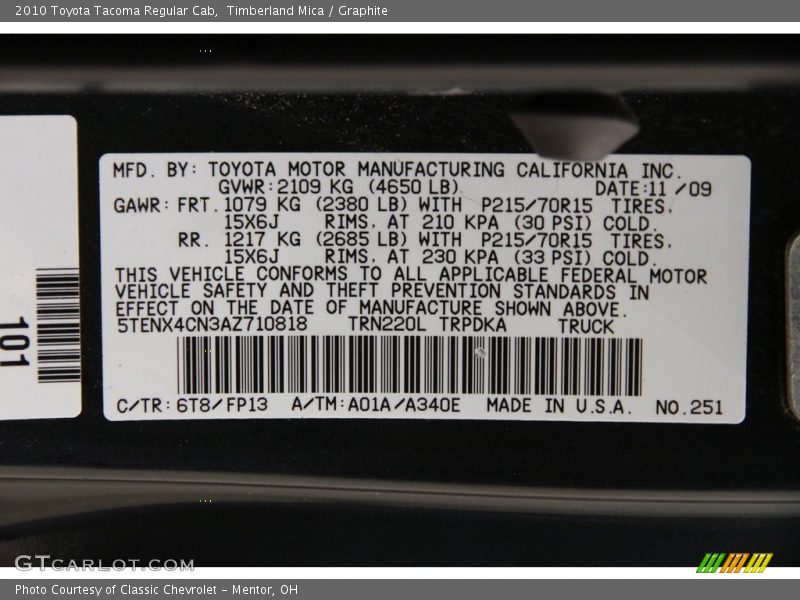 2010 Toyota Tacoma Regular Cab,  Timberland Mica / Graphite
MFD. BY: TOYOTA MOTOR MANUFACTURING CALIFORNIA INC.
GVWR:2109 KG (4650 LB) DATE:11 /09
GAWR: FRT. 1079 KG (2380 LB) WITH P215/70R15 TIRES,
15X6J RIMS, AT 210 KPA (30 PSI) COLD.
RR. 1217 KG (2685 LB) WITH P215/70R15 TIRES,
15X6J RIMS, AT 230 KPA (33 PSI) COLD.
THIS VEHICLE CONFORMS TO ALL APPLICABLE FEDERAL MOTOR
VEHICLE SAFETY AND THEFT PREVENTION STANDARDS IN
EFFECT ON THE DATE OF MANUFACTURE SHOWN ABOVE.
5TENX4CN3AZ710818 TRN220L TRPDKA TRUCK
C/TR: 6T8/FP13 A/TM: A01A/A340E MADE IN U.S.A. NO.251
101
GTCARLOT.COM
Photo Courtesy of Classic Chevrolet - Mentor, OH